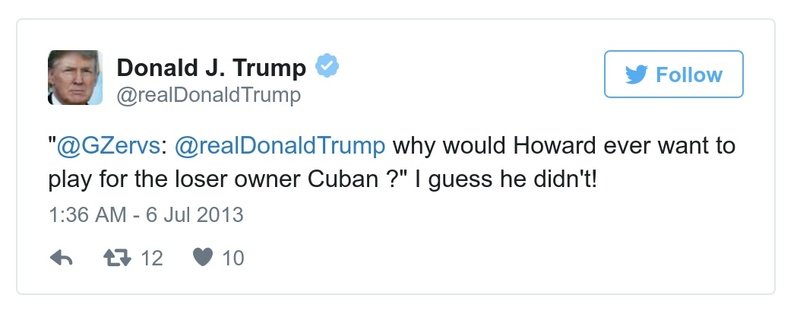 Donald J. Trump
@realDonaldTrump
Follow
"@GZervs: @realDonaldTrump why would Howard ever want to
play for the loser owner Cuban ?" I guess he didn't!
1:36 AM - 6 Jul 2013
12 10